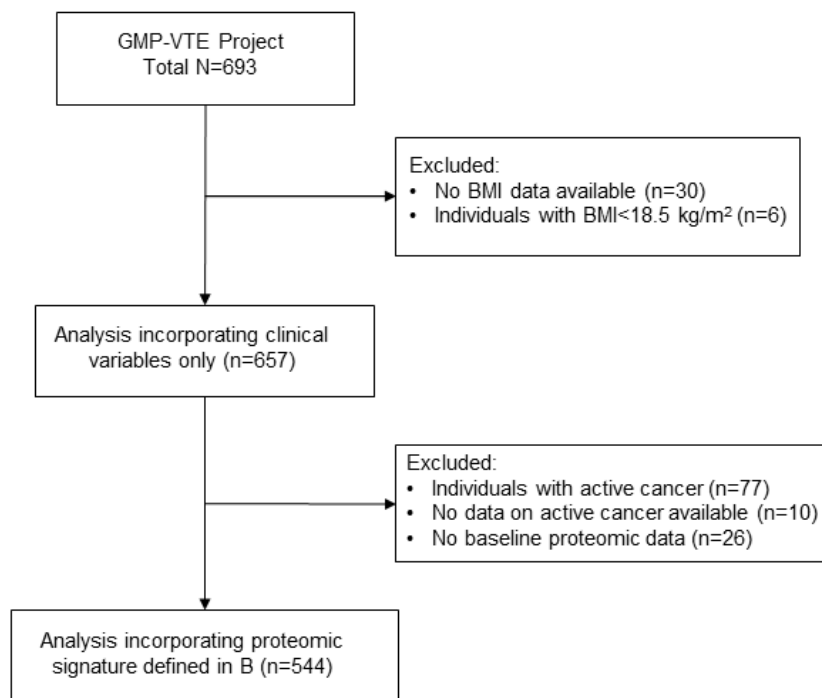 GMP-VTE Project
Total N=693
Excluded:
• No BMI data available (n=30)
• Individuals with BMI<18.5 kg/m² (n=6)
Analysis incorporating clinical
variables only (n=657)
Excluded:
• Individuals with active cancer (n=77)
• No data on active cancer available (n=10)
• No baseline proteomic data (n=26)
Analysis incorporating proteomic
signature defined in B (n=544)